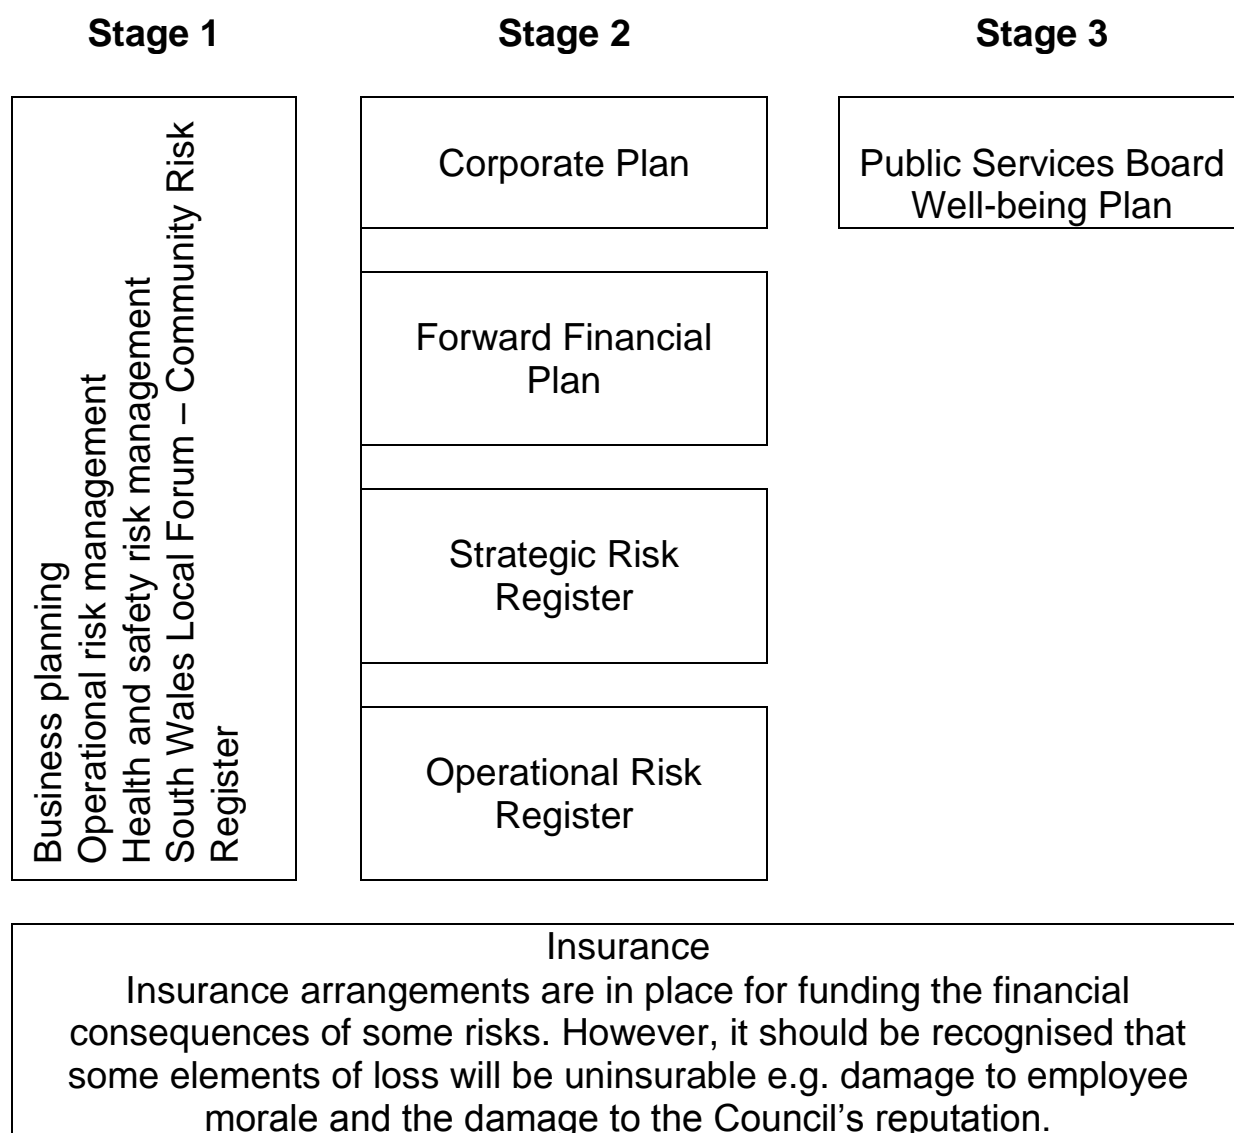 Stage 1
Stage 2
Stage 3
Business planning
Operational risk management
Health and safety risk management
South Wales Local Forum – Community Risk
Register
Corporate Plan
Forward Financial
Plan
Strategic Risk
Register
Operational Risk
Register
Public Services Board
Well-being Plan
Insurance
Insurance arrangements are in place for funding the financial
consequences of some risks. However, it should be recognised that
some elements of loss will be uninsurable e.g. damage to employee
morale and the damage to the Council’s reputation.